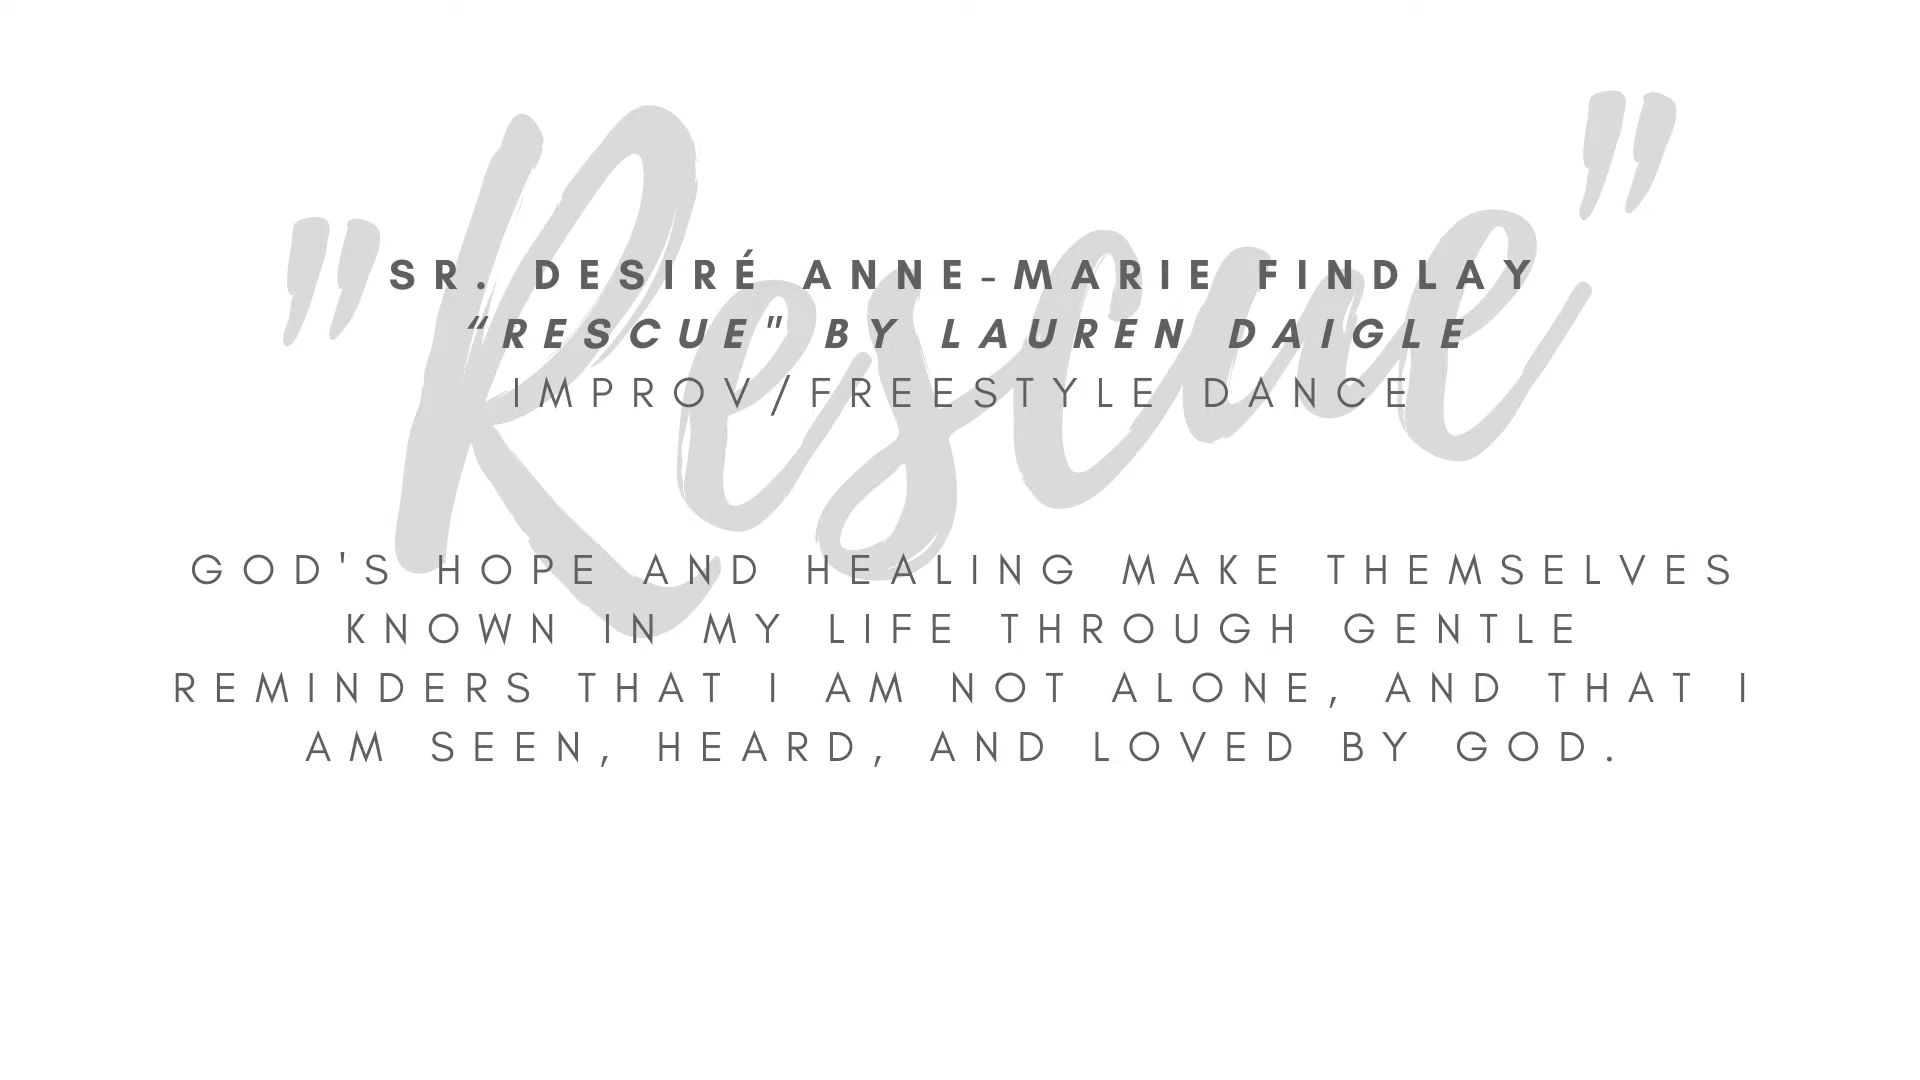 "Rescue"
SR. DESIRÉ ANNE-MARIE FINDLAY
“RESCUE" BY LAUREN DAIGLE
IMPROV/FREESTYLE DANCE
GOD'S HOPE AND HEALING MAKE THEMSELVES
KNOWN IN MY LIFE THROUGH GENTLE
REMINDERS THAT I AM NOT ALONE, AND THAT I
AM SEEN, HEARD, AND LOVED BY GOD.